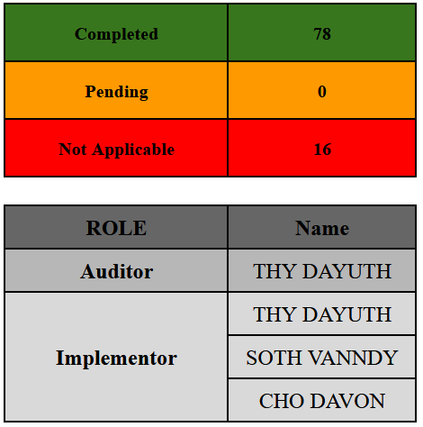 Completed 78
Pending 0
Not Applicable 16
ROLE Name
Auditor THY DAYUTH
THY DAYUTH
Implementor SOTH VANNDY
CHO DAVON